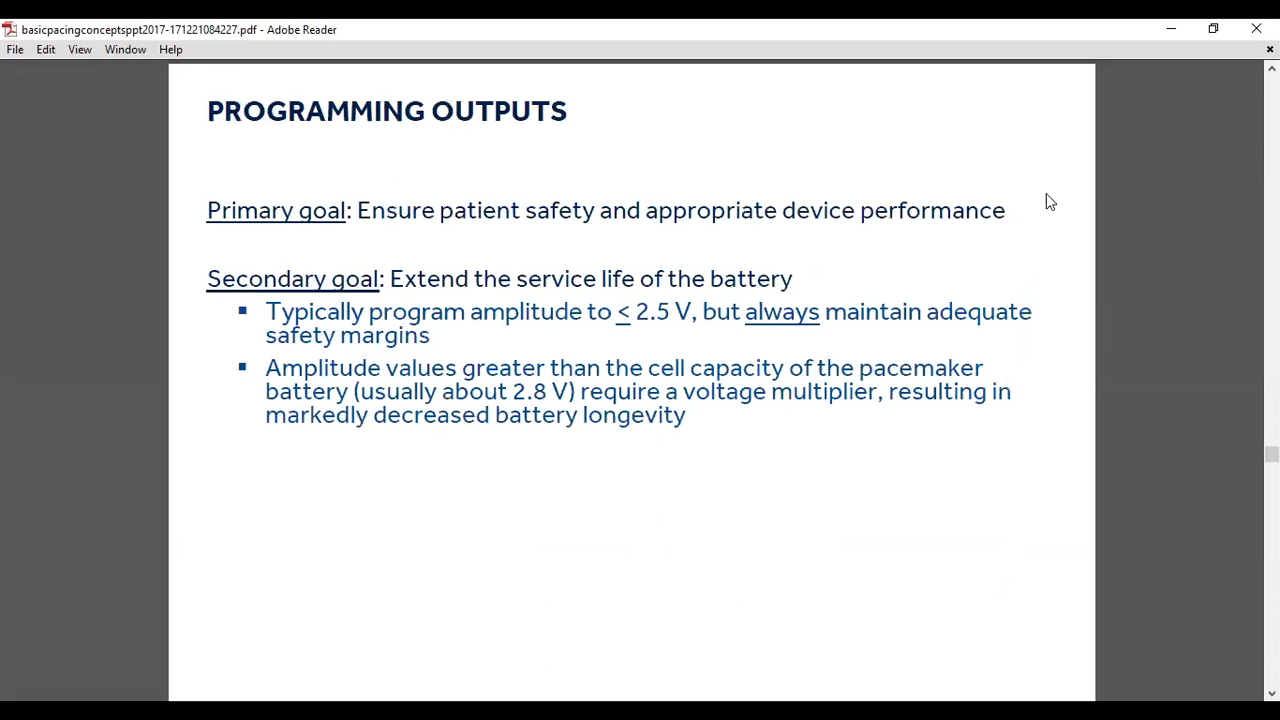 basicpacingconceptsppt2017-171221084227.pdf - Adobe Reader
File Edit View Window Help
PROGRAMMING OUTPUTS
Primary goal: Ensure patient safety and appropriate device performance
Secondary goal: Extend the service life of the battery
▪ Typically program amplitude to < 2.5 V, but always maintain adequate
safety margins
▪ Amplitude values greater than the cell capacity of the pacemaker
battery (usually about 2.8 V) require a voltage multiplier, resulting in
markedly decreased battery longevity